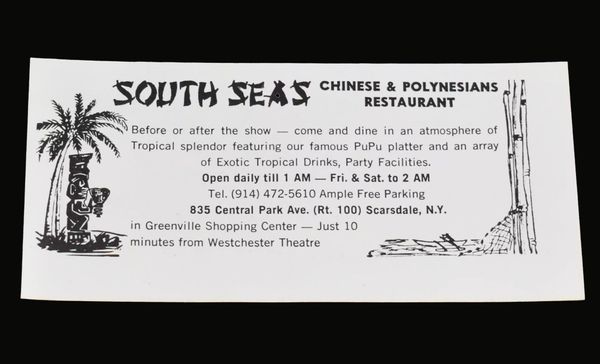 SOUTH SEAS CHINESE & POLYNESIANS RESTAURANT
Before or after the show — come and dine in an atmosphere of
Tropical splendor featuring our famous PuPu platter and an array
of Exotic Tropical Drinks, Party Facilities.
Open daily till 1 AM — Fri. & Sat. to 2 AM
Tel. (914) 472-5610 Ample Free Parking
835 Central Park Ave. (Rt. 100) Scarsdale, N.Y.
in Greenville Shopping Center — Just 10
minutes from Westchester Theatre